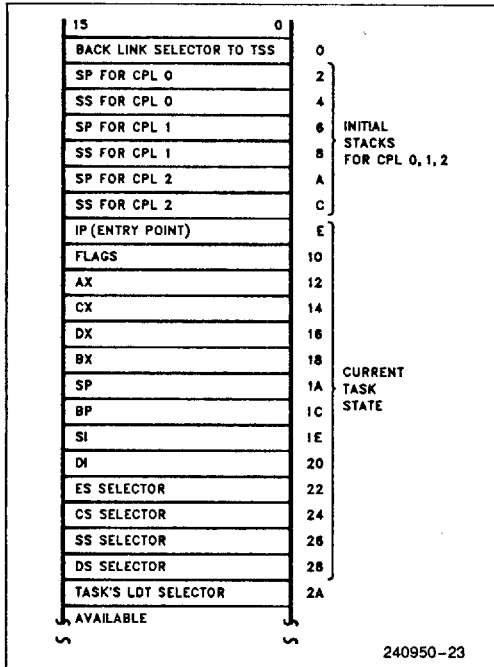 15 0
BACK LINK SELECTOR TO TSS 0
SP FOR CPL 0 2
SS FOR CPL 0 4
SP FOR CPL 1 6
SS FOR CPL 1 8
SP FOR CPL 2 A
SS FOR CPL 2 C
INITIAL
STACKS
FOR CPL 0, 1, 2
IP (ENTRY POINT) E
FLAGS 10
AX 12
CX 14
DX 16
BX 18
SP 1A
BP 1C
SI 1E
DI 20
ES SELECTOR 22
CS SELECTOR 24
SS SELECTOR 26
DS SELECTOR 28
CURRENT
TASK
STATE
TASK'S LDT SELECTOR 2A
AVAILABLE
240950-23